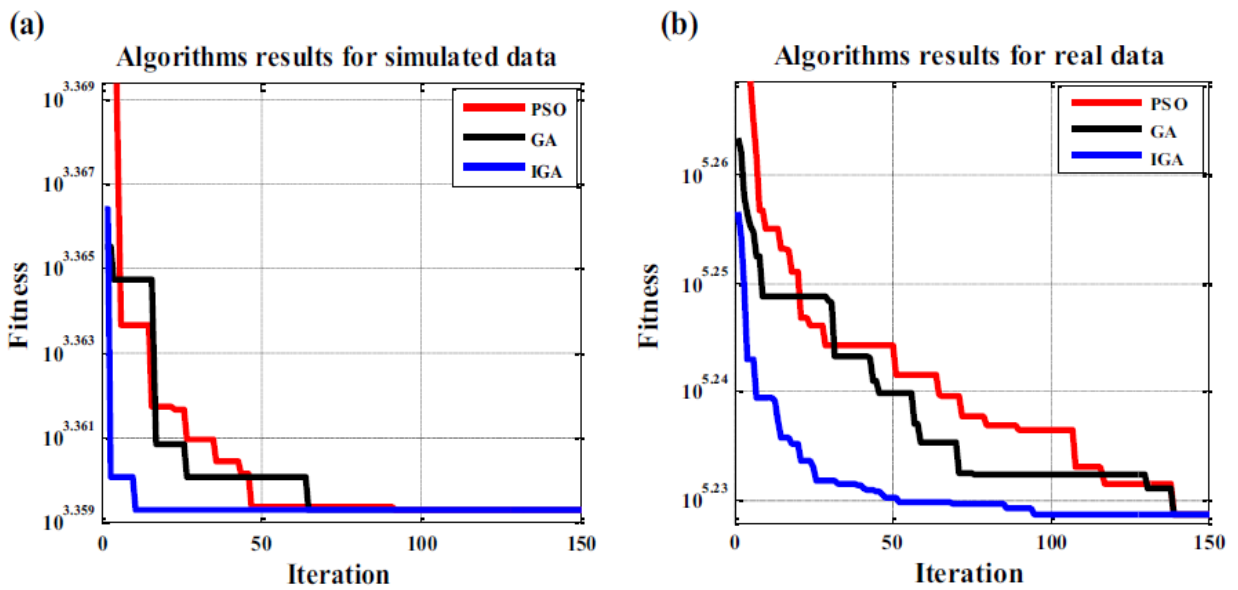 (a)
Algorithms results for simulated data
10^3.369
10^3.367
10^3.365
10^3.363
10^3.361
10^3.359
Fitness
PSO
GA
IGA
0 50 100 150
Iteration
(b)
Algorithms results for real data
10^5.26
10^5.25
10^5.24
10^5.23
Fitness
PSO
GA
IGA
0 50 100 150
Iteration